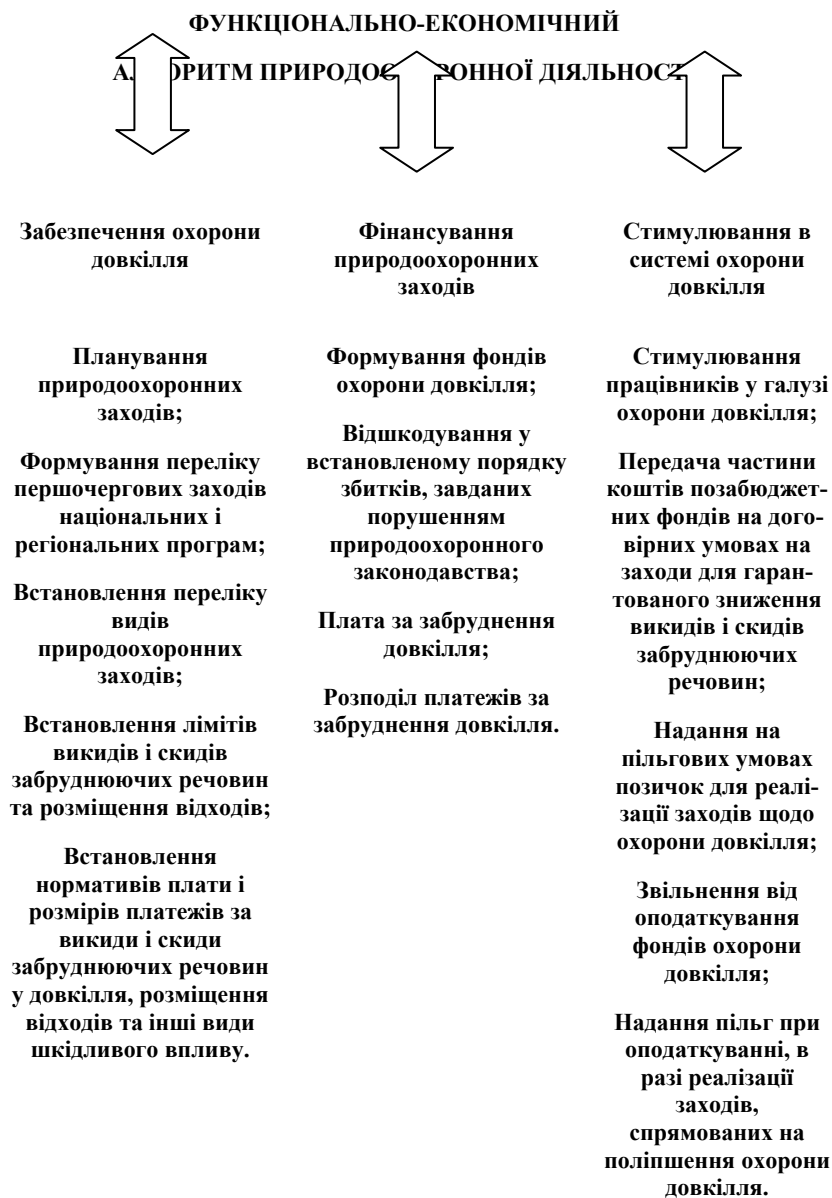 ФУНКЦІОНАЛЬНО-ЕКОНОМІЧНИЙ
АЛГОРИТМ ПРИРОДООХОРОННОЇ ДІЯЛЬНОСТІ
Забезпечення охорони
довкілля
Планування
природоохоронних
заходів;
Формування переліку
першочергових заходів
національних і
регіональних програм;
Встановлення переліку
видів
природоохоронних
заходів;
Встановлення лімітів
викидів і скидів
забруднюючих речовин
та розміщення відходів;
Встановлення
нормативів плати і
розмірів платежів за
викиди і скиди
забруднюючих речовин
у довкілля, розміщення
відходів та інші види
шкідливого впливу.
Фінансування
природоохоронних
заходів
Формування фондів
охорони довкілля;
Відшкодування у
встановленому порядку
збитків, завданих
порушенням
природоохоронного
законодавства;
Плата за забруднення
довкілля;
Розподіл платежів за
забруднення довкілля.
Стимулювання в
системі охорони
довкілля
Стимулювання
працівників у галузі
охорони довкілля;
Передача частини
коштів позабюджет-
них фондів на дого-
вірних умовах на
заходи для гаран-
тованого зниження
викидів і скидів
забруднюючих
речовин;
Надання на
пільгових умовах
позичок для реалі-
зації заходів щодо
охорони довкілля;
Звільнення від
оподаткування
фондів охорони
довкілля;
Надання пільг при
оподаткуванні, в
разі реалізації
заходів,
спрямованих на
поліпшення охорони
довкілля.